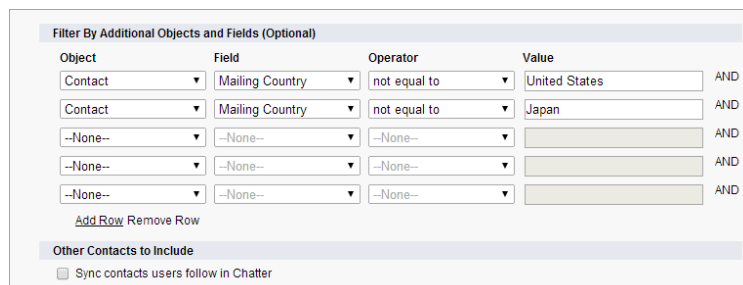 Filter By Additional Objects and Fields (Optional)
Object Field Operator Value
Contact Mailing Country not equal to United States AND
Contact Mailing Country not equal to Japan AND
--None-- --None-- --None-- AND
--None-- --None-- --None-- AND
--None-- --None-- --None-- AND
Add Row Remove Row
Other Contacts to Include
Sync contacts users follow in Chatter